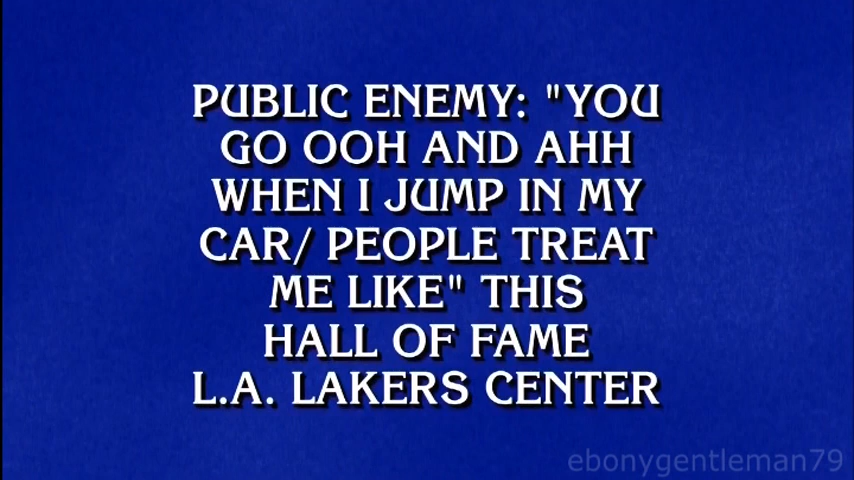 PUBLIC ENEMY: "YOU
GO OOH AND AHH
WHEN I JUMP IN MY
CAR/ PEOPLE TREAT
ME LIKE" THIS
HALL OF FAME
L.A. LAKERS CENTER
ebonygentleman79